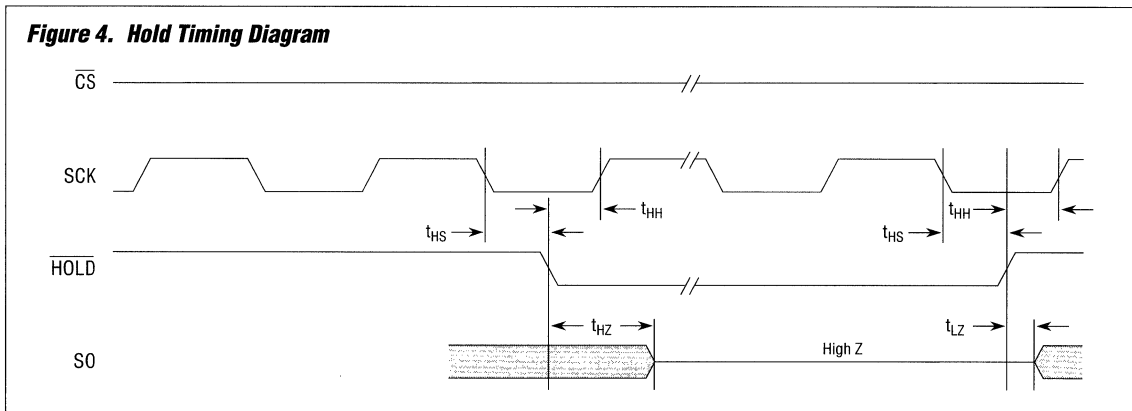 Figure 4. Hold Timing Diagram
CS
SCK
tHH
tHH
tHS
tHS
HOLD
tHZ
tLZ
High Z
SO